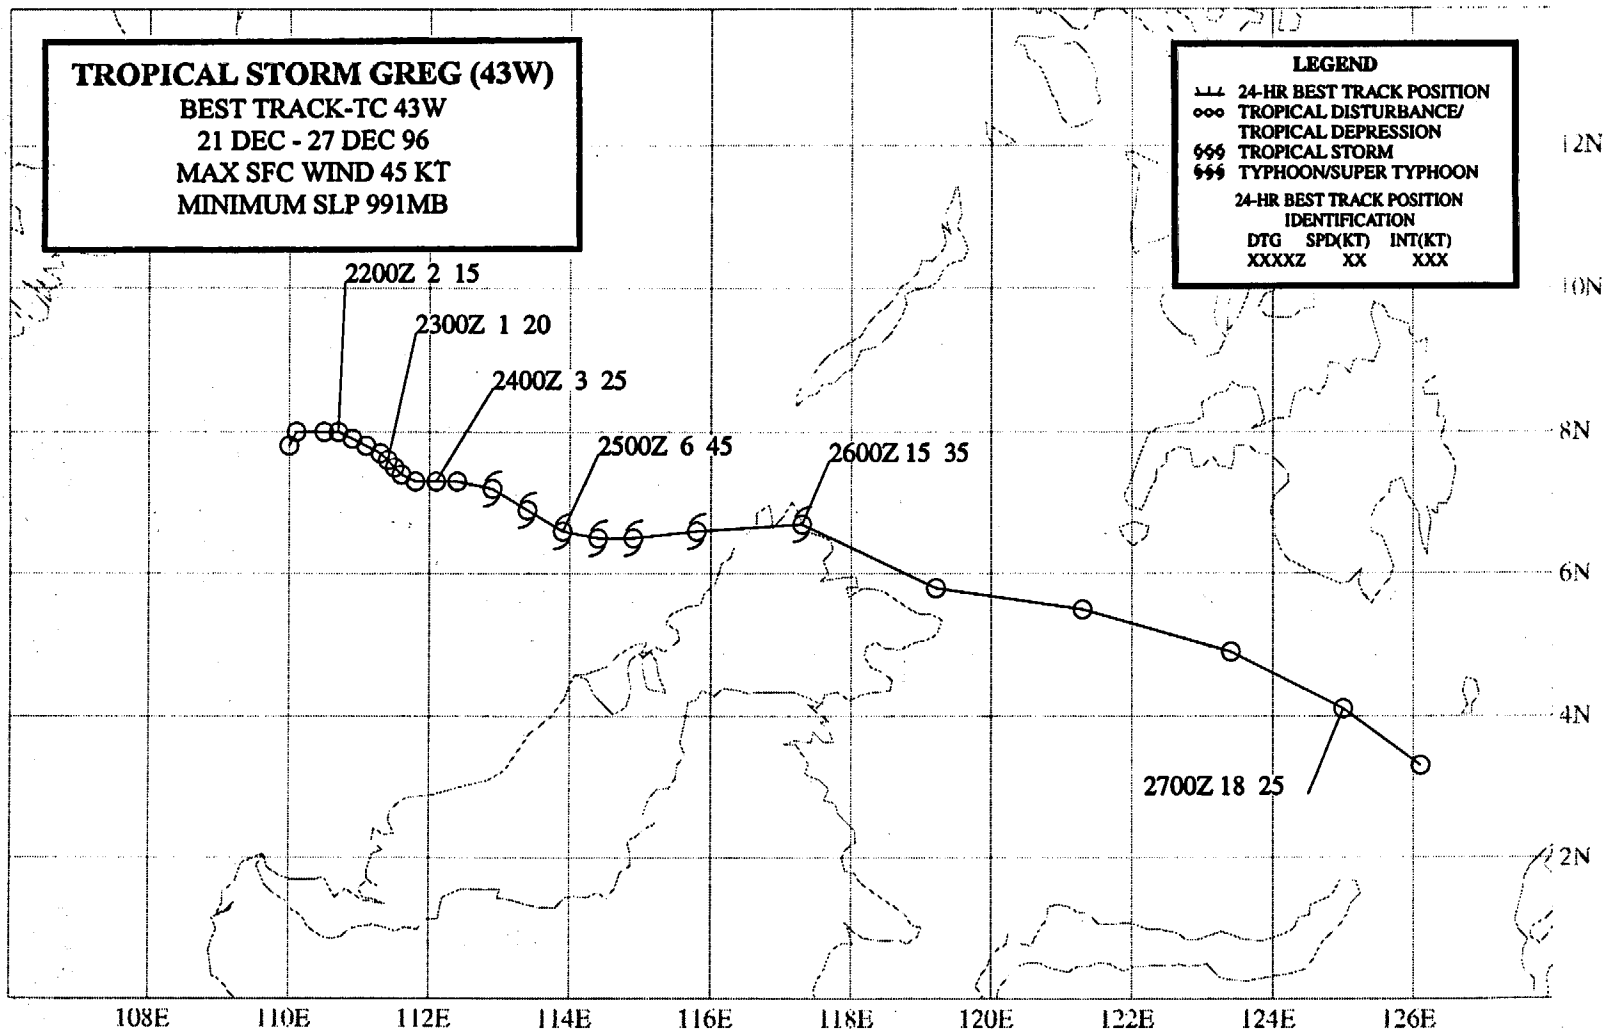 TROPICAL STORM GREG (43W)
BEST TRACK-TC 43W
21 DEC - 27 DEC 96
MAX SFC WIND 45 KT
MINIMUM SLP 991MB
LEGEND
24-HR BEST TRACK POSITION
TROPICAL DISTURBANCE/
TROPICAL DEPRESSION
TROPICAL STORM
TYPHOON/SUPER TYPHOON
24-HR BEST TRACK POSITION
IDENTIFICATION
DTG SPD(KT) INT(KT)
XXXXZ XX XXX
12N
10N
8N
6N
4N
2N
2200Z 2 15
2300Z 1 20
2400Z 3 25
2500Z 6 45
2600Z 15 35
2700Z 18 25
108E 110E 112E 114E 116E 118E 120E 122E 124E 126E